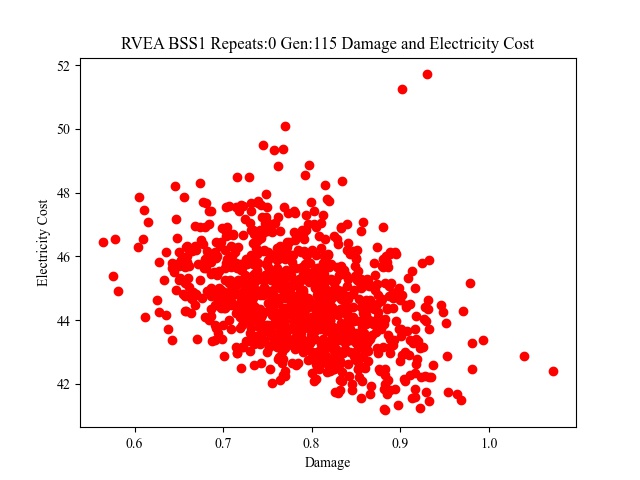 RVEA BSS1 Repeats:0 Gen:115 Damage and Electricity Cost
52
50
48
46
44
42
Electricity Cost
0.6 0.7 0.8 0.9 1.0
Damage